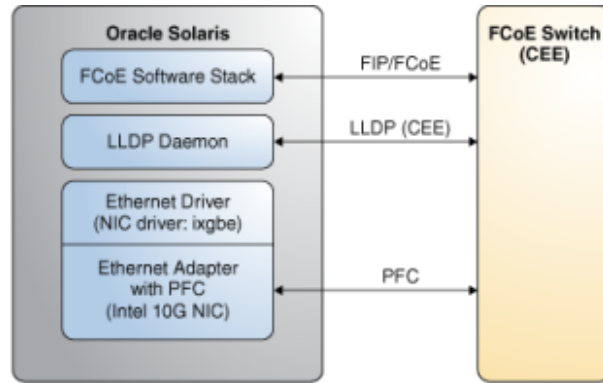 Oracle Solaris
FCoE Software Stack
LLDP Daemon
Ethernet Driver
(NIC driver: ixgbe)
Ethernet Adapter
with PFC
(Intel 10G NIC)
FIP/FCoE
LLDP (CEE)
PFC
FCoE Switch
(CEE)